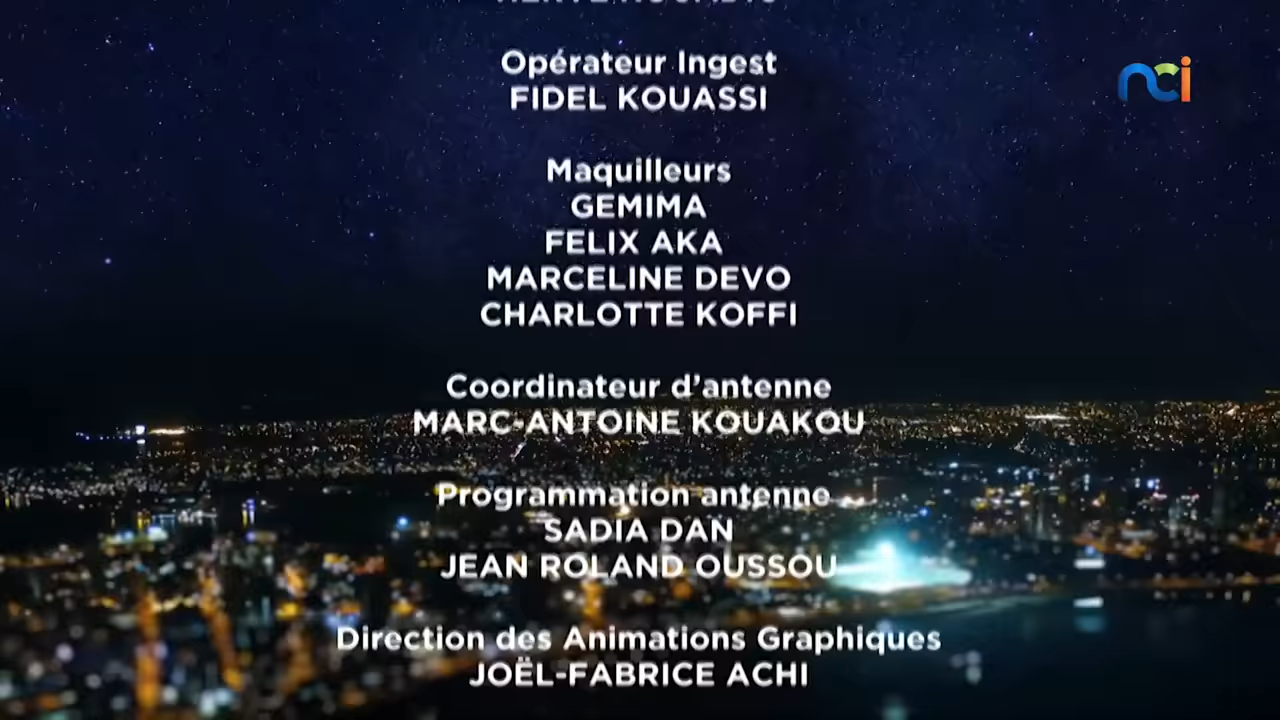 nci
Opérateur Ingest
FIDEL KOUASSI
Maquilleurs
GEMIMA
FELIX AKA
MARCELINE DEVO
CHARLOTTE KOFFI
Coordinateur d’antenne
MARC-ANTOINE KOUAKOU
Programmation antenne
SADIA DAN
JEAN ROLAND OUSSOU
Direction des Animations Graphiques
JOËL-FABRICE ACHI